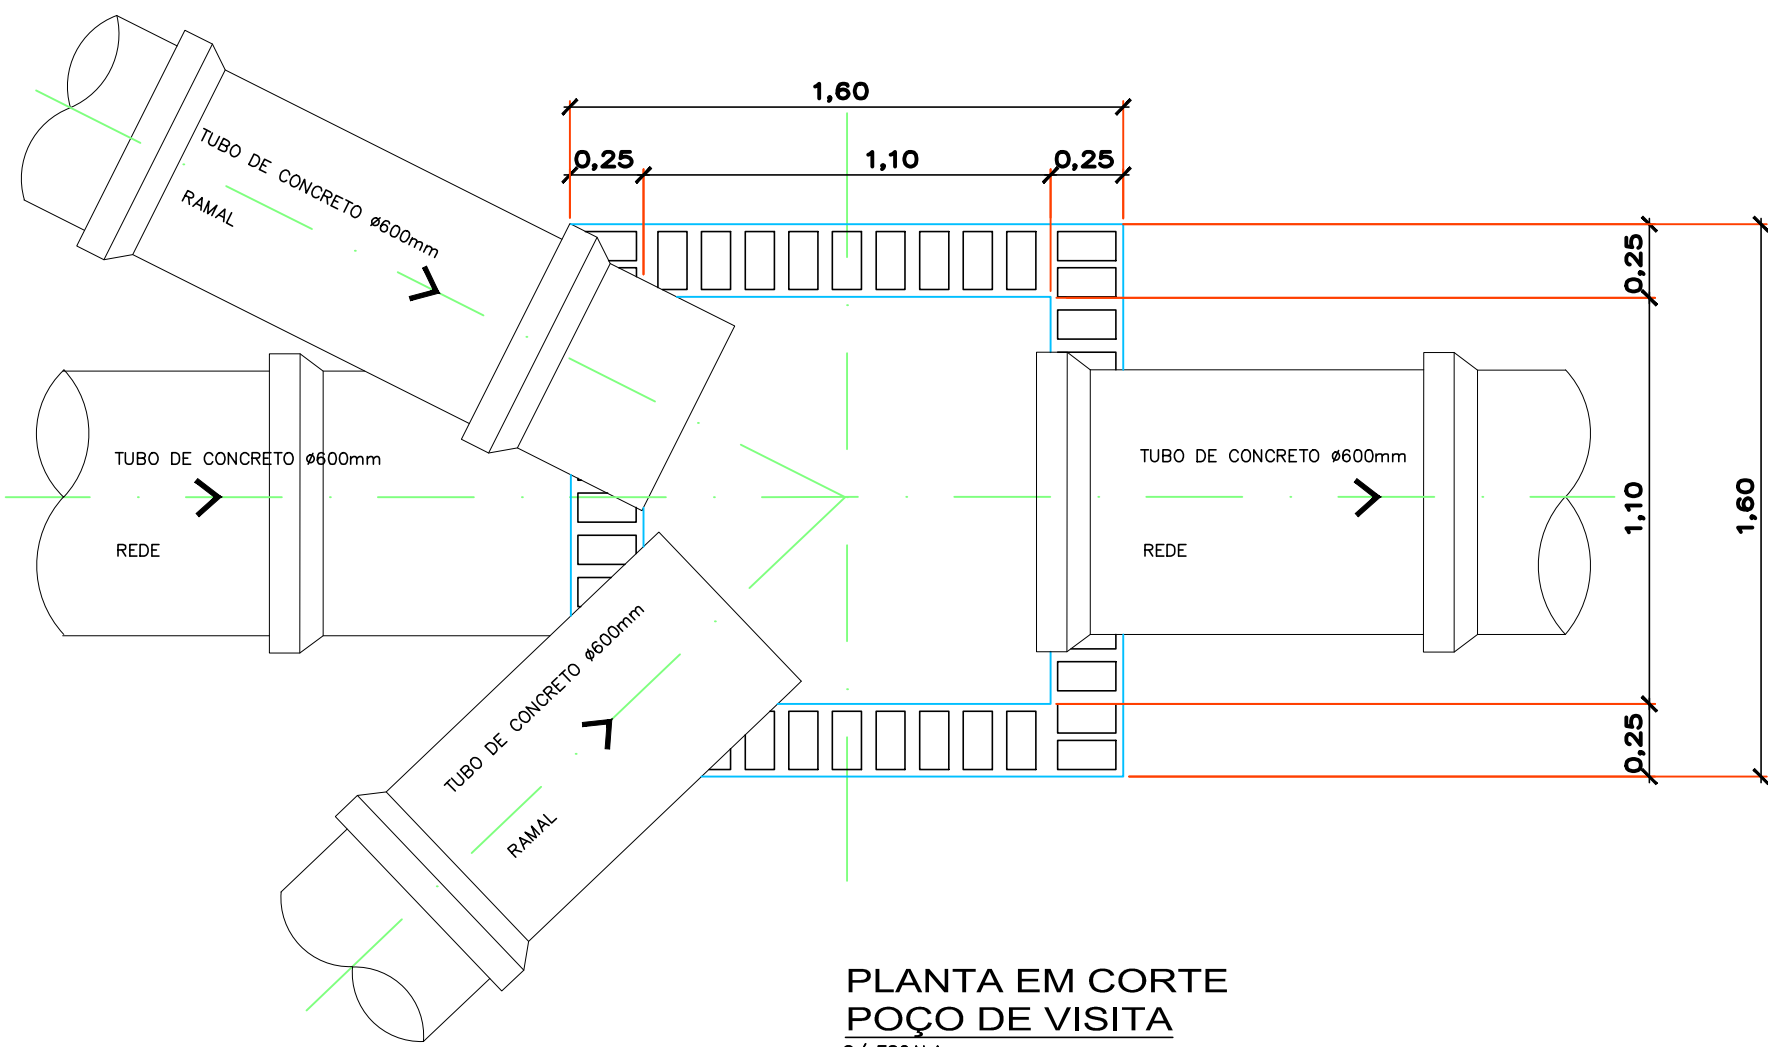 1,60
0,25 1,10 0,25
TUBO DE CONCRETO ø600mm
RAMAL
0,25
TUBO DE CONCRETO ø600mm
REDE
TUBO DE CONCRETO ø600mm
REDE
1,10
1,60
TUBO DE CONCRETO ø600mm
RAMAL
0,25
PLANTA EM CORTE
POÇO DE VISITA